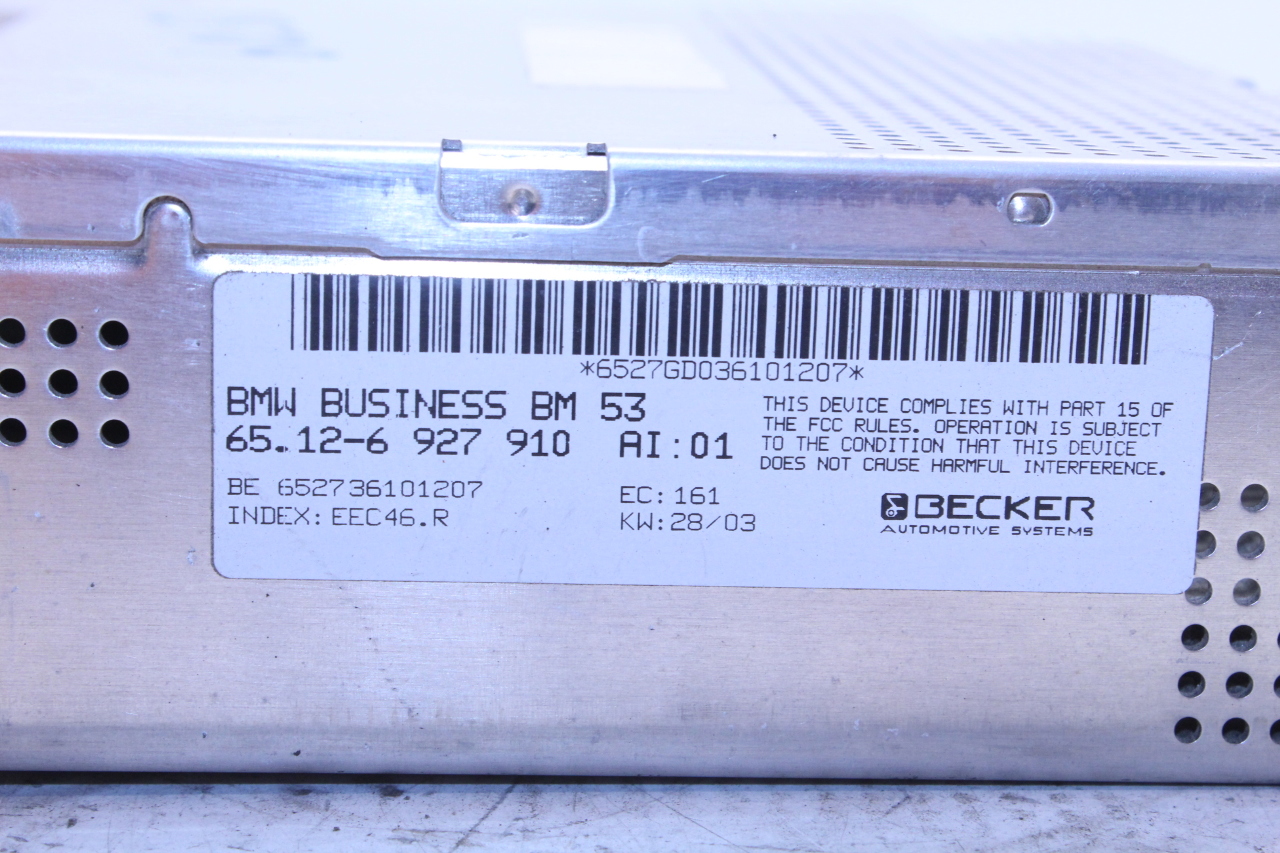 *6527GD036101207*
BMW BUSINESS BM 53
65.12-6 927 910 AI:01
BE 652736101207
INDEX: EEC46.R
EC:161
KW:28/03
THIS DEVICE COMPLIES WITH PART 15 OF
THE FCC RULES. OPERATION IS SUBJECT
TO THE CONDITION THAT THIS DEVICE
DOES NOT CAUSE HARMFUL INTERFERENCE.
BECKER
AUTOMOTIVE SYSTEMS